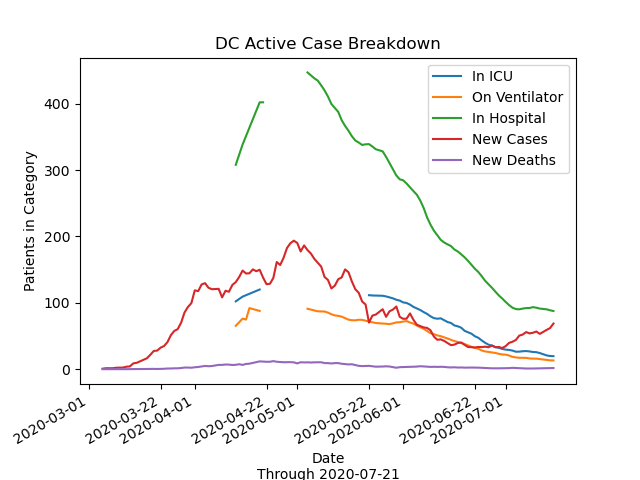 DC Active Case Breakdown
In ICU
On Ventilator
In Hospital
New Cases
New Deaths
Patients in Category
400
300
200
100
0
2020-03-01
2020-03-22
2020-04-01
2020-04-22
2020-05-01
2020-05-22
2020-06-01
2020-06-22
2020-07-01
Date
Through 2020-07-21